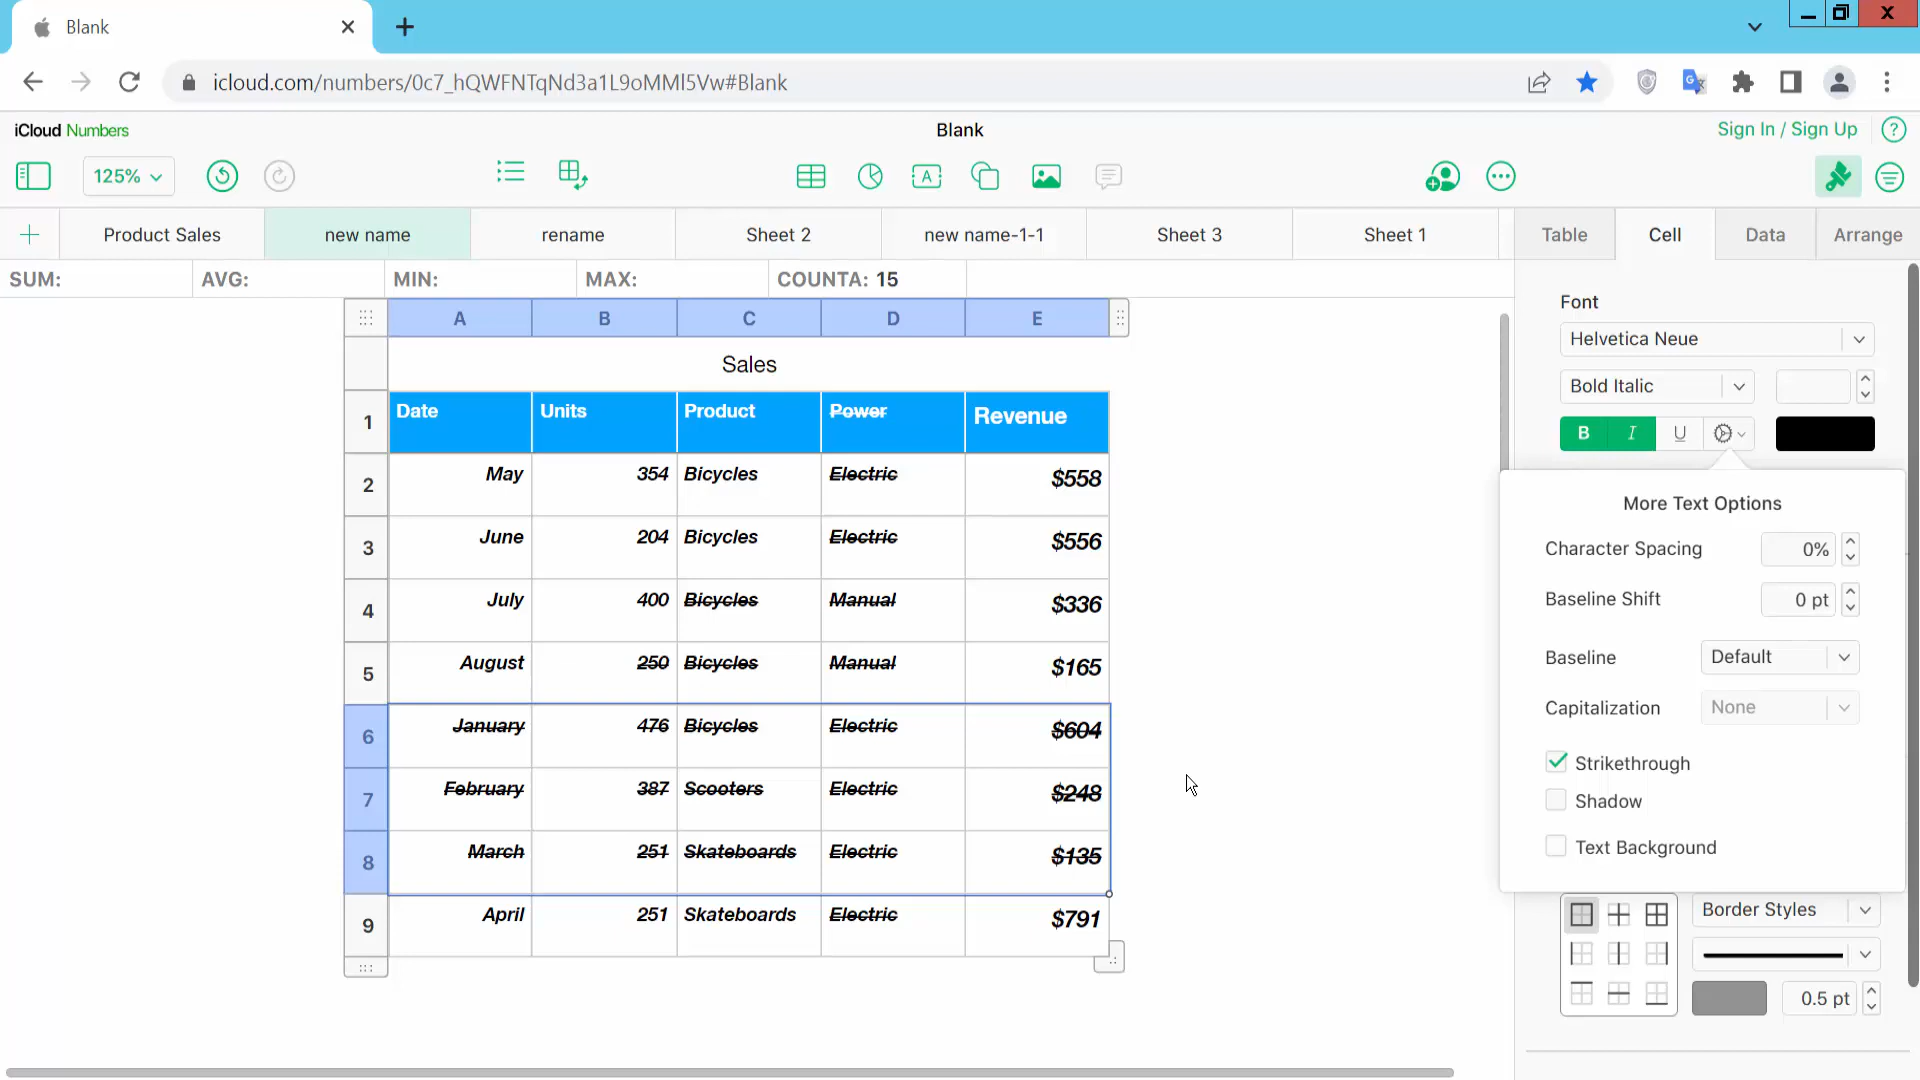 Blank
icloud.com/numbers/0c7_hQWFNTqNd3a1L9oMMl5Vw#Blank
iCloud Numbers
Blank
Sign In / Sign Up
125%
Product Sales
new name
rename
Sheet 2
new name-1-1
Sheet 3
Sheet 1
Table
Cell
Data
Arrange
SUM:
AVG:
MIN:
MAX:
COUNTA: 15
A B C D E
Sales
1 Date Units Product Power Revenue
2 May 354 Bicycles Electric $558
3 June 204 Bicycles Electric $556
4 July 400 Bicycles Manual $336
5 August 250 Bicycles Manual $165
6 January 476 Bicycles Electric $604
7 February 387 Scooters Electric $248
8 March 251 Skateboards Electric $135
9 April 251 Skateboards Electric $791
Font
Helvetica Neue
Bold Italic
B I U
More Text Options
Character Spacing 0%
Baseline Shift 0 pt
Baseline Default
Capitalization None
Strikethrough
Shadow
Text Background
Border Styles
0.5 pt